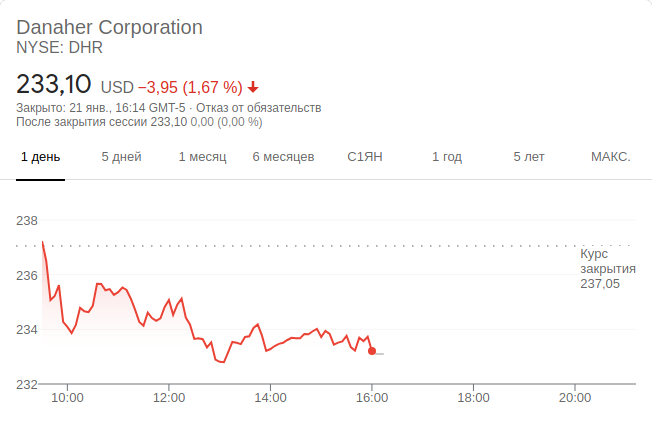 Danaher Corporation
NYSE: DHR
233,10 USD −3,95 (1,67 %)
Закрыто: 21 янв., 16:14 GMT-5 · Отказ от обязательств
После закрытия сессии 233,10 0,00 (0,00 %)
1 день 5 дней 1 месяц 6 месяцев С1ЯН 1 год 5 лет МАКС.
238
Курс
закрытия
237,05
236
234
232
10:00 12:00 14:00 16:00 18:00 20:00